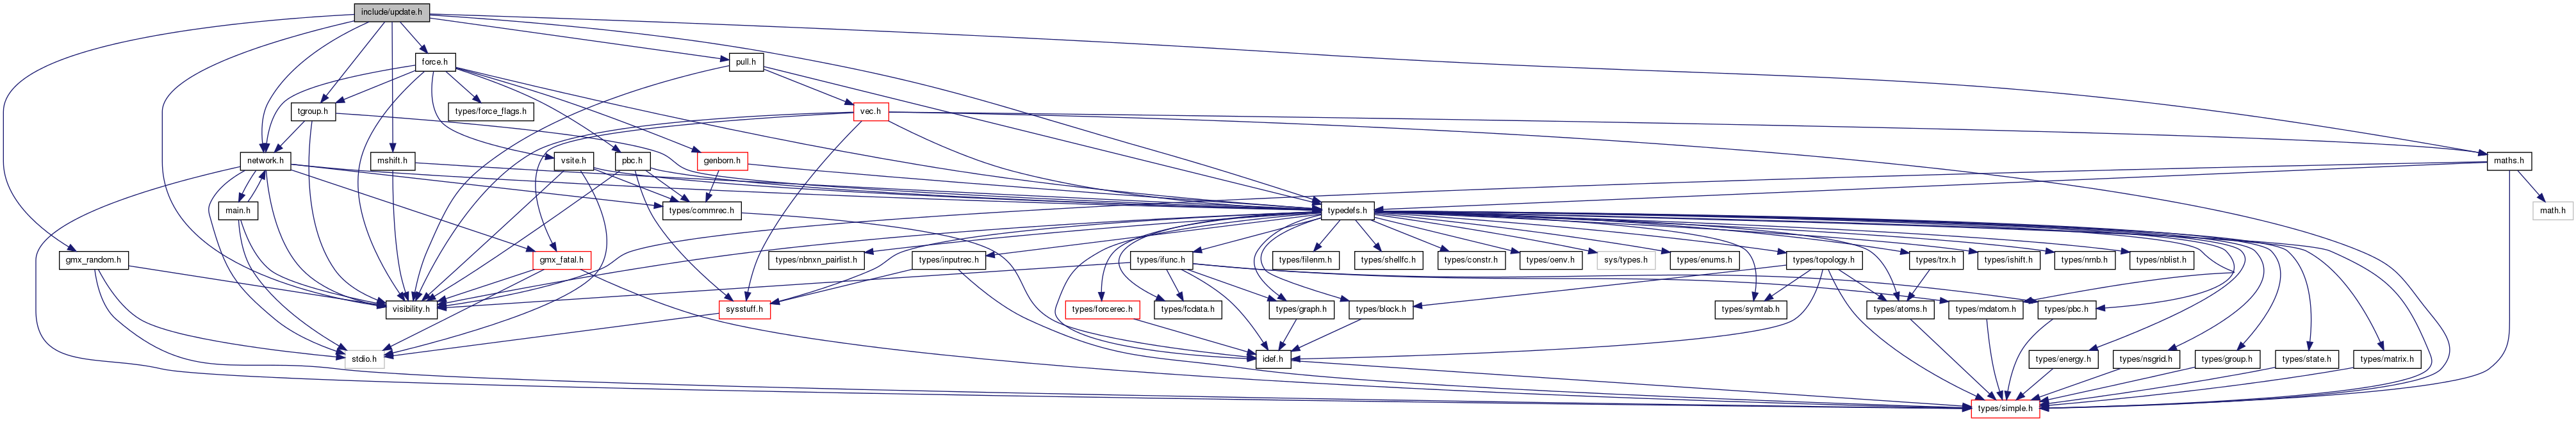 include/update.h
force.h
pull.h
tgroup.h
types/force_flags.h
vec.h
network.h
mshift.h
vsite.h
pbc.h
genborn.h
maths.h
main.h
types/commrec.h
typedefs.h
math.h
gmx_random.h
gmx_fatal.h
types/nbnxn_pairlist.h
types/inputrec.h
types/ifunc.h
types/filenm.h
types/shellfc.h
types/constr.h
types/oenv.h
sys/types.h
types/enums.h
types/topology.h
types/trx.h
types/ishift.h
types/nrnb.h
types/nblist.h
visibility.h
sysstuff.h
types/forcerec.h
types/fcdata.h
types/graph.h
types/block.h
types/symtab.h
types/atoms.h
types/mdatom.h
types/pbc.h
stdio.h
idef.h
types/energy.h
types/nsgrid.h
types/group.h
types/state.h
types/matrix.h
types/simple.h